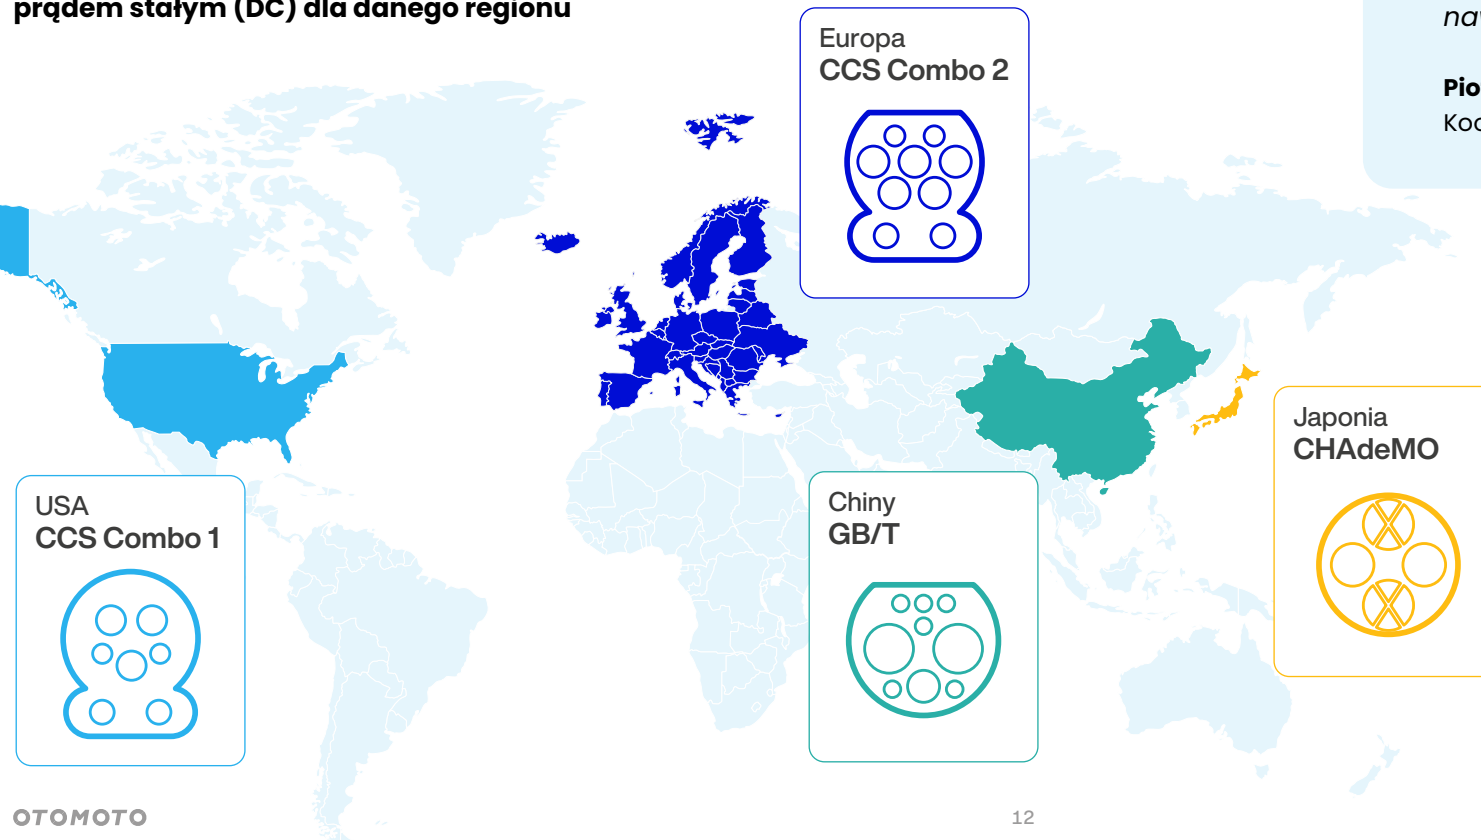 prądem stałym (DC) dla danego regionu
Europa
CCS Combo 2
USA
CCS Combo 1
Chiny
GB/T
Japonia
CHAdeMO
OTOMOTO
12